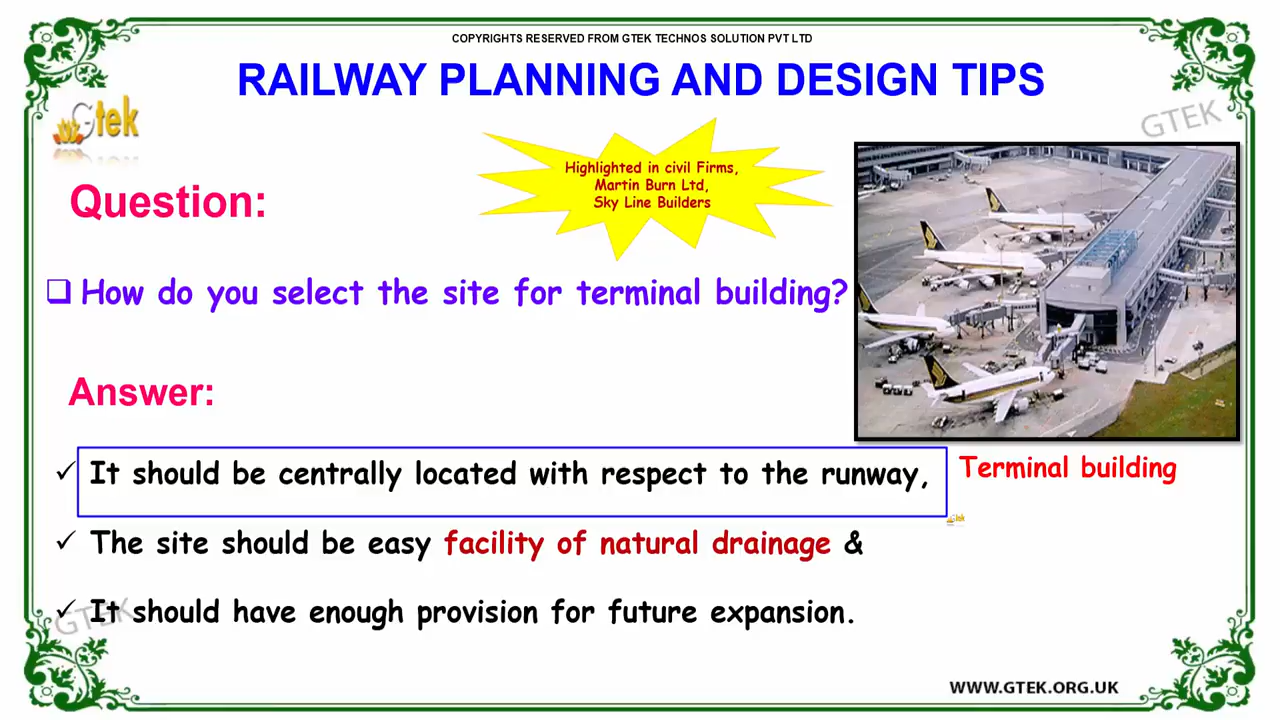 COPYRIGHTS RESERVED FROM GTEK TECHNOS SOLUTION PVT LTD
RAILWAY PLANNING AND DESIGN TIPS
Gtek
GTEK
Highlighted in civil Firms,
Martin Burn Ltd,
Sky Line Builders
Question:
How do you select the site for terminal building?
Answer:
It should be centrally located with respect to the runway,
Terminal building
Gtek
The site should be easy facility of natural drainage &
GTEK
It should have enough provision for future expansion.
WWW.GTEK.ORG.UK